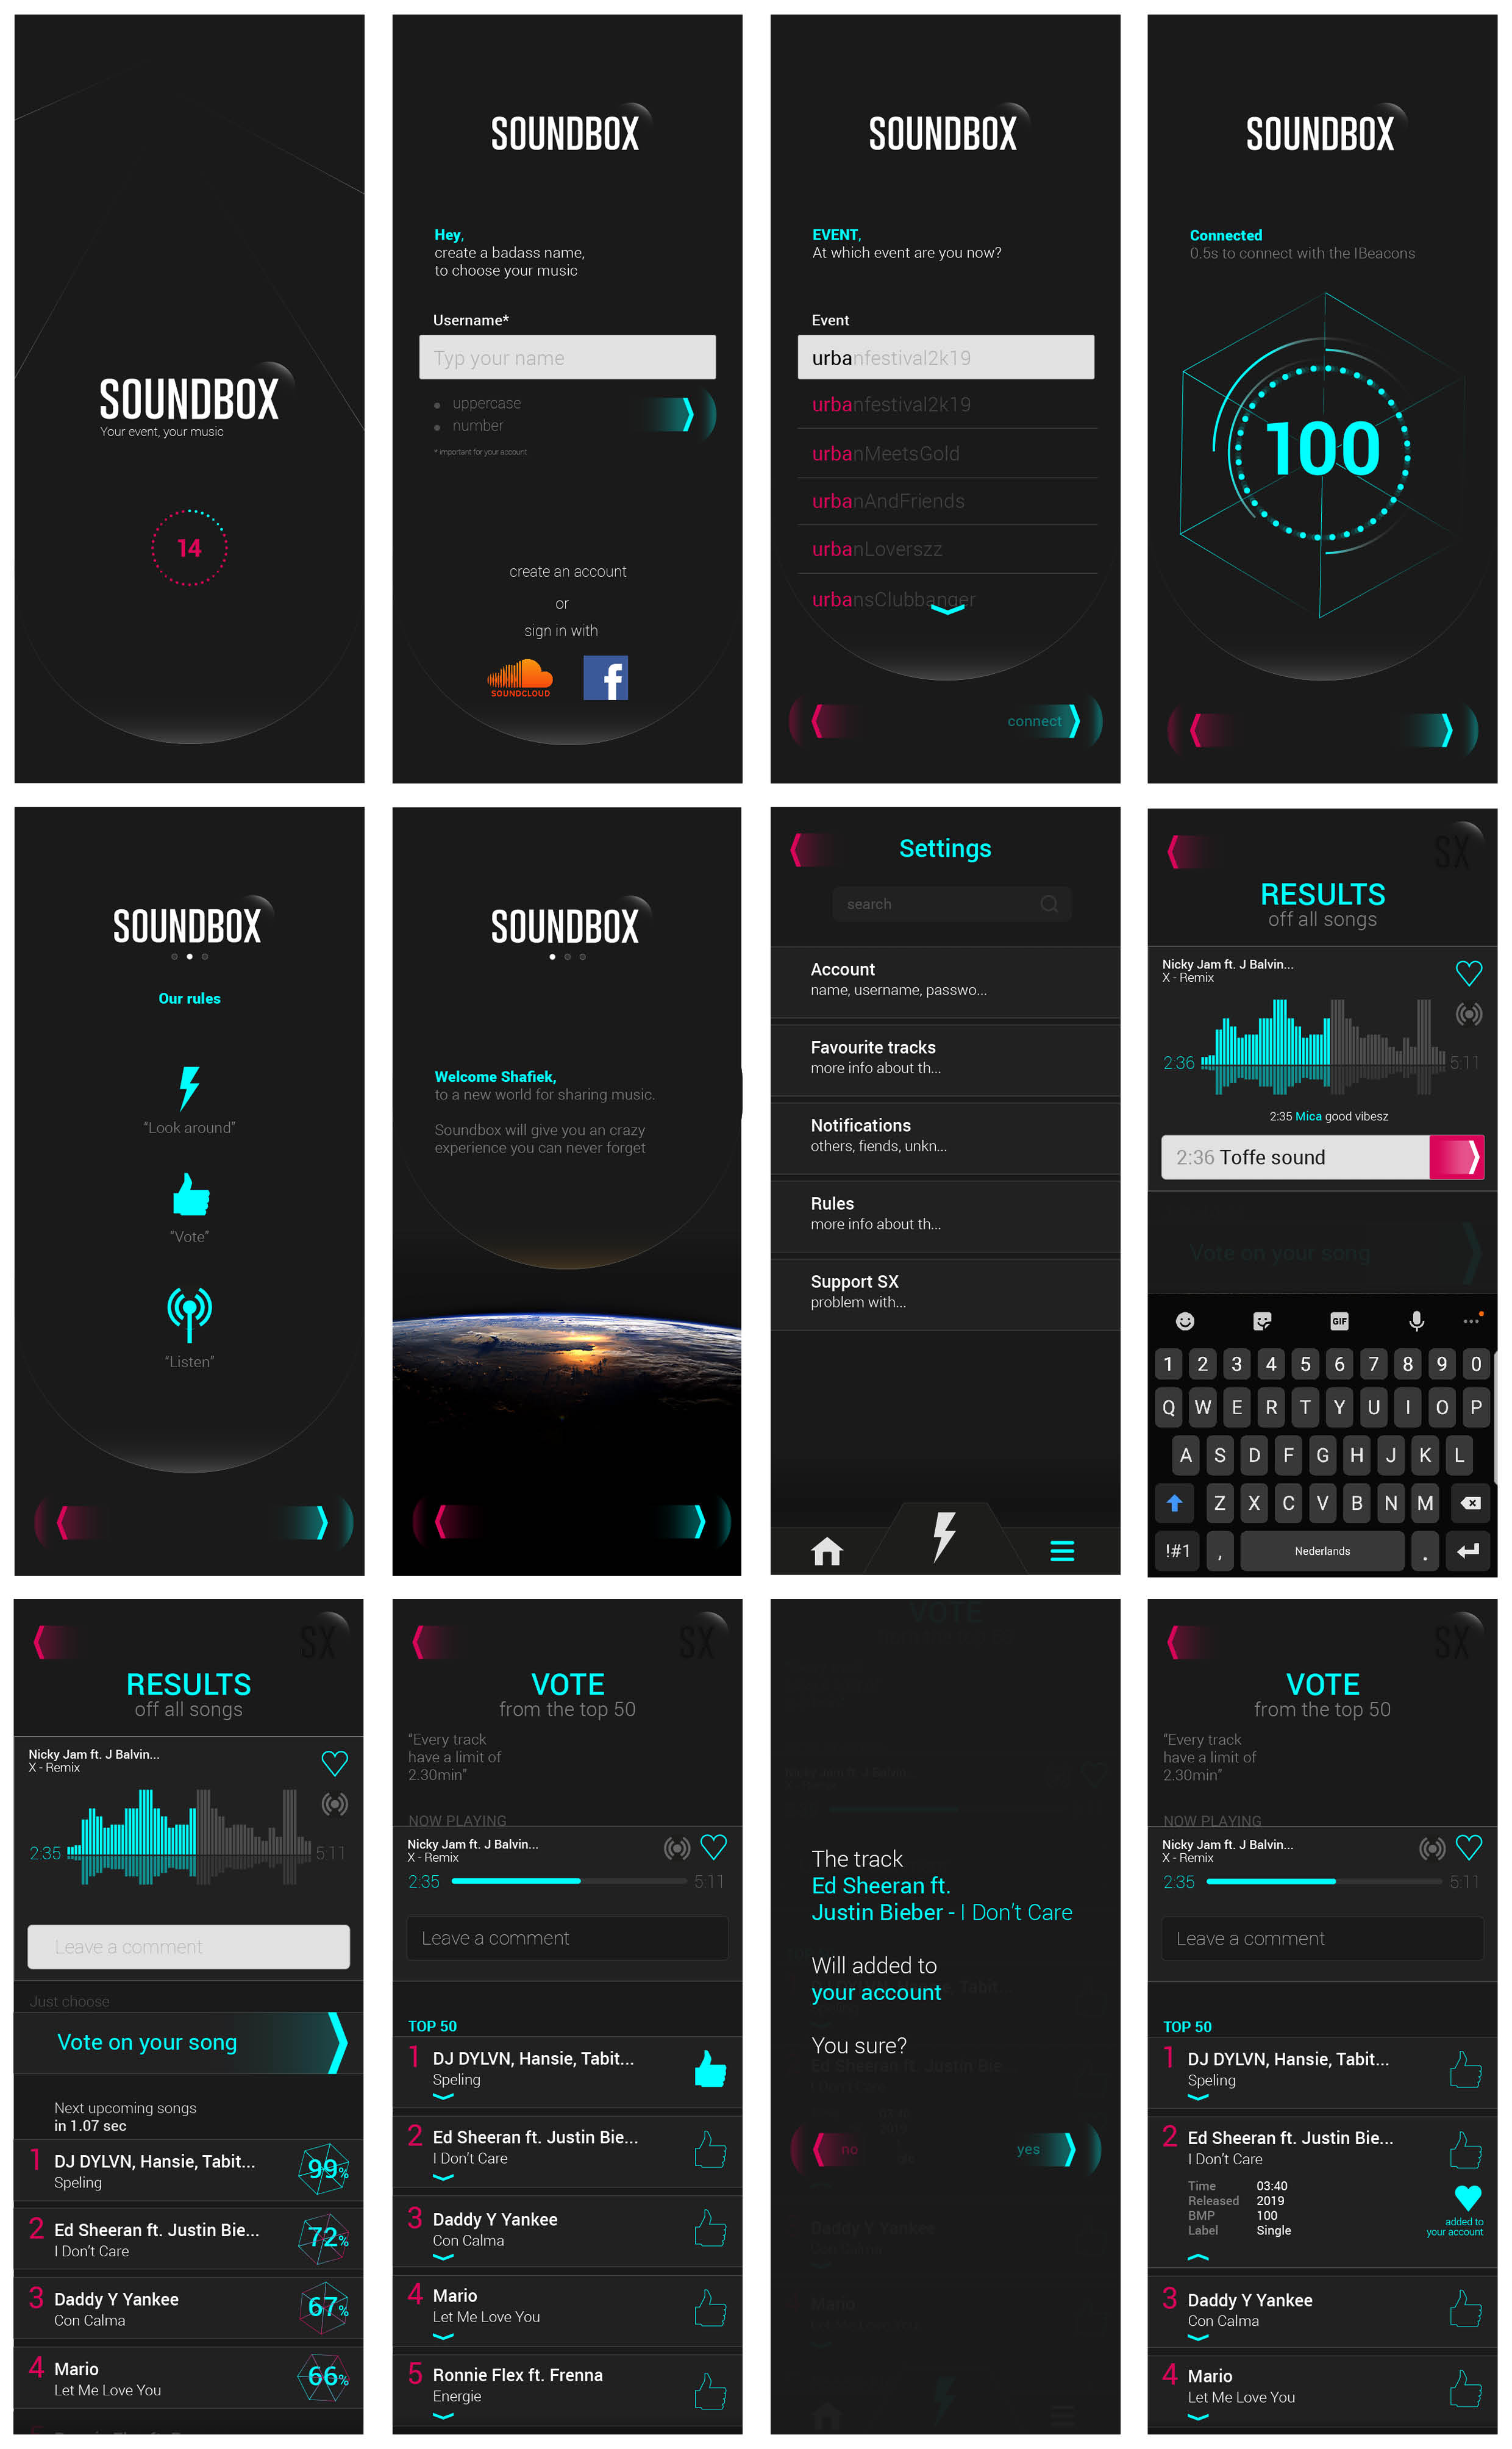 SOUNDBOX
Your event, your music
14
SOUNDBOX
Hey,
create a badass name,
to choose your music
Username*
Typ your name
uppercase
number
* important for your account
create an account
or
sign in with
SOUNDCLOUD
f
SOUNDBOX
EVENT,
At which event are you now?
Event
urbanfestival2k19
urbanfestival2k19
urbanMeetsGold
urbanAndFriends
urbanLoverszz
urbansClubbanger
connect
SOUNDBOX
Connected
0.5s to connect with the IBeacons
100
SOUNDBOX
Our rules
“Look around”
“Vote”
“Listen”
SOUNDBOX
Welcome Shafiek,
to a new world for sharing music.
Soundbox will give you an crazy
experience you can never forget
Settings
search
Account
name, username, passwo...
Favourite tracks
more info about th...
Notifications
others, fiends, unkn...
Rules
more info about th...
Support SX
problem with...
SX
RESULTS
off all songs
Nicky Jam ft. J Balvin...
X - Remix
2:36 5:11
2:35 Mica good vibesz
2:36 Toffe sound
Vote on your song
GIF
1 2 3 4 5 6 7 8 9 0
Q W E R T Y U I O P
A S D F G H J K L
Z X C V B N M
!#1 , Nederlands .
SX
RESULTS
off all songs
Nicky Jam ft. J Balvin...
X - Remix
2:35 5:11
Leave a comment
Just choose
Vote on your song
Next upcoming songs
in 1.07 sec
1 DJ DYLVN, Hansie, Tabit... 99%
Speling
2 Ed Sheeran ft. Justin Bie... 72%
I Don’t Care
3 Daddy Y Yankee 67%
Con Calma
4 Mario 66%
Let Me Love You
SX
VOTE
from the top 50
“Every track
have a limit of
2.30min”
NOW PLAYING
Nicky Jam ft. J Balvin...
X - Remix
2:35 5:11
Leave a comment
TOP 50
1 DJ DYLVN, Hansie, Tabit...
Speling
2 Ed Sheeran ft. Justin Bie...
I Don’t Care
3 Daddy Y Yankee
Con Calma
4 Mario
Let Me Love You
5 Ronnie Flex ft. Frenna
Energie
VOTE
The track
Ed Sheeran ft.
Justin Bieber - I Don’t Care
Will added to
your account
You sure?
no yes
SX
VOTE
from the top 50
“Every track
have a limit of
2.30min”
NOW PLAYING
Nicky Jam ft. J Balvin...
X - Remix
2:35 5:11
Leave a comment
TOP 50
1 DJ DYLVN, Hansie, Tabit...
Speling
2 Ed Sheeran ft. Justin Bie...
I Don’t Care
Time 03:40
Released 2019
BMP 100
Label Single
added to
your account
3 Daddy Y Yankee
Con Calma
4 Mario
Let Me Love You